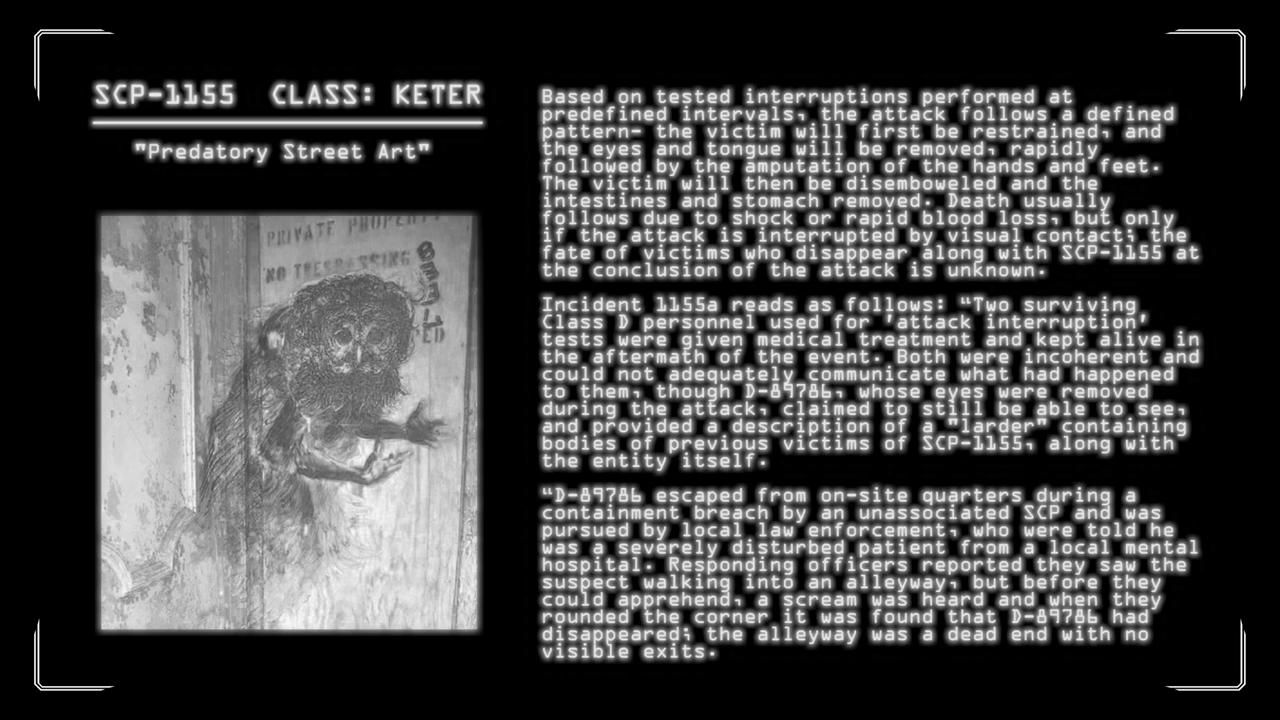 SCP-1155 CLASS: KETER
"Predatory Street Art"
PRIVATE PROPERTY
NO TRESPASSING
Based on tested interruptions performed at
predefined intervals, the attack follows a defined
pattern- the victim will first be restrained, and
the eyes and tongue will be removed, rapidly
followed by the amputation of the hands and feet.
The victim will then be disemboweled and the
intestines and stomach removed. Death usually
follows due to shock or rapid blood loss, but only
if the attack is interrupted by visual contact; the
fate of victims who disappear along with SCP-1155 at
the conclusion of the attack is unknown.
Incident 1155a reads as follows: "Two surviving
Class D personnel used for 'attack interruption'
tests were given medical treatment and kept alive in
the aftermath of the event. Both were incoherent and
could not adequately communicate what had happened
to them, though D-89786, whose eyes were removed
during the attack, claimed to still be able to see,
and provided a description of a "larder" containing
bodies of previous victims of SCP-1155, along with
the entity itself.
"D-89786 escaped from on-site quarters during a
containment breach by an unassociated SCP and was
pursued by local law enforcement, who were told he
was a severely disturbed patient from a local mental
hospital. Responding officers reported they saw the
suspect walking into an alleyway, but before they
could apprehend, a scream was heard and when they
rounded the corner it was found that D-89786 had
disappeared; the alleyway was a dead end with no
visible exits.